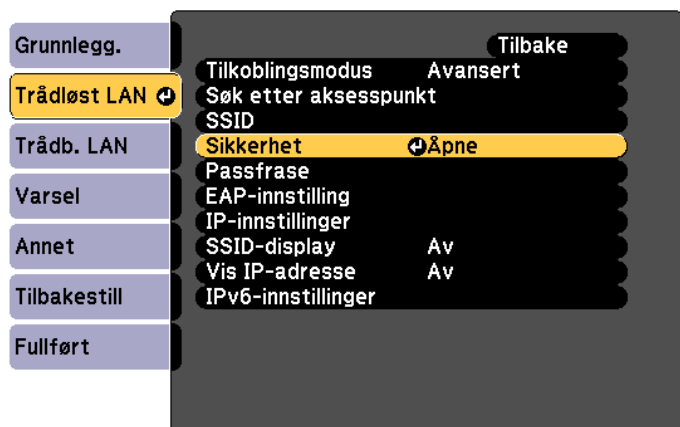 Grunnlegg.
Trådløst LAN
Trådb. LAN
Varsel
Annet
Tilbakestill
Fullført
Tilbake
Tilkoblingsmodus Avansert
Søk etter aksesspunkt
SSID
Sikkerhet Åpne
Passfrase
EAP-innstilling
IP-innstillinger
SSID-display Av
Vis IP-adresse Av
IPv6-innstillinger